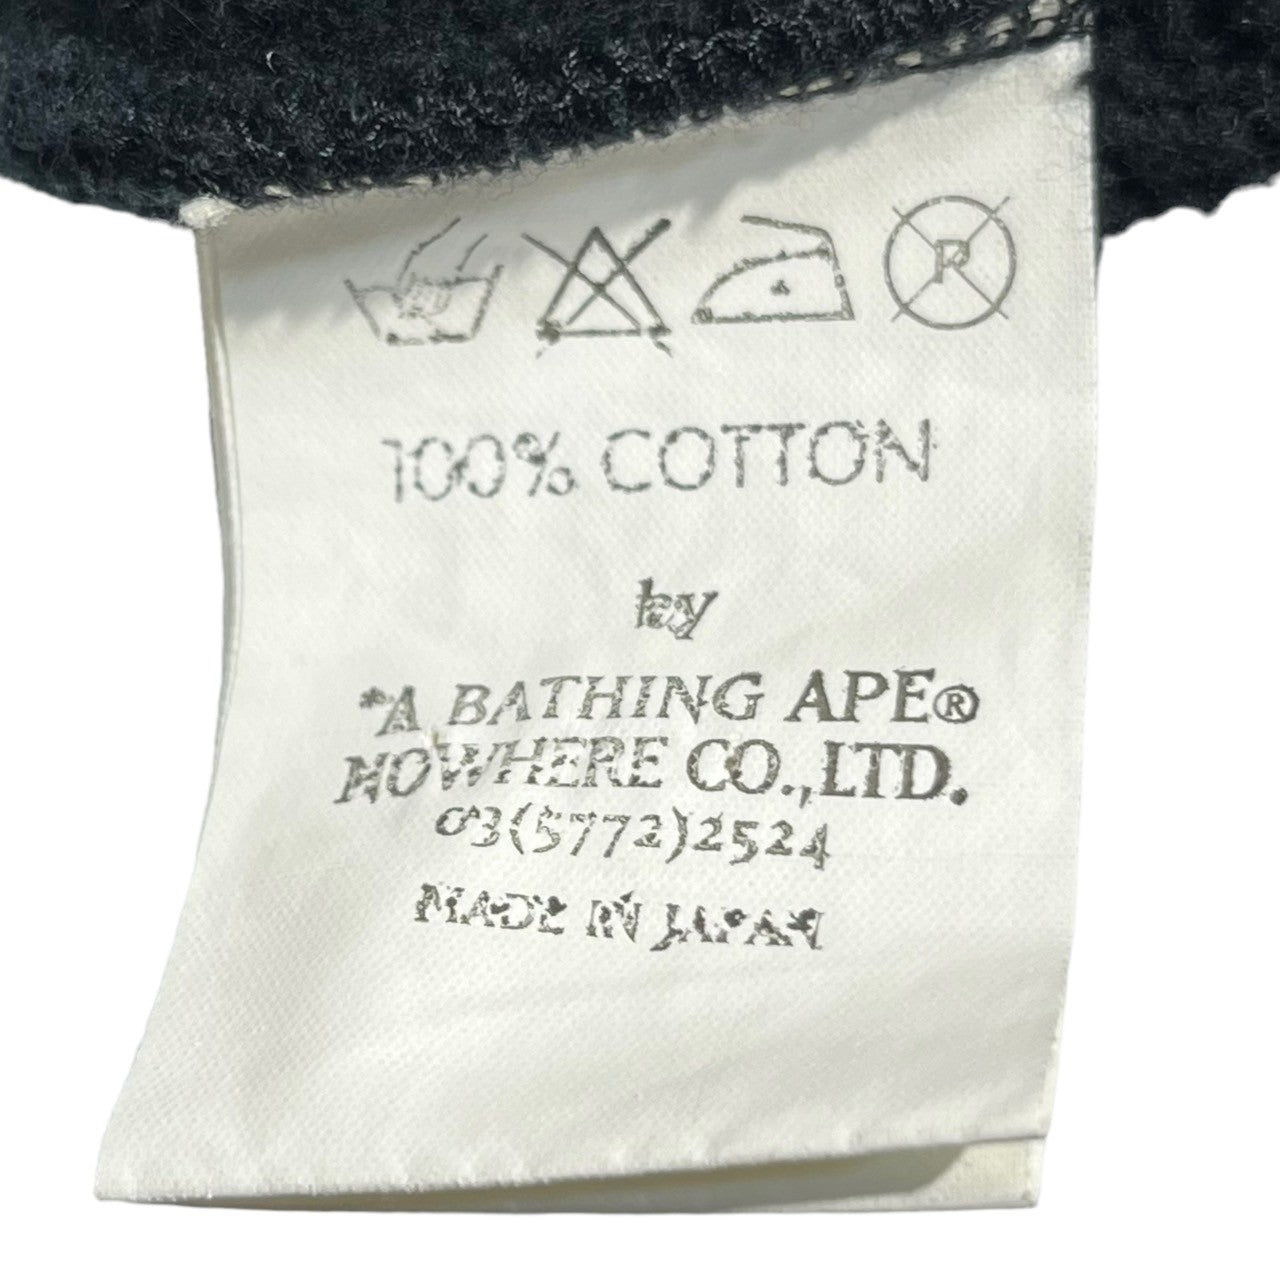 P
100% COTTON
by
*A BATHING APE®
NOWHERE CO.,LTD.
03(5772)2524
MADE IN JAPAN